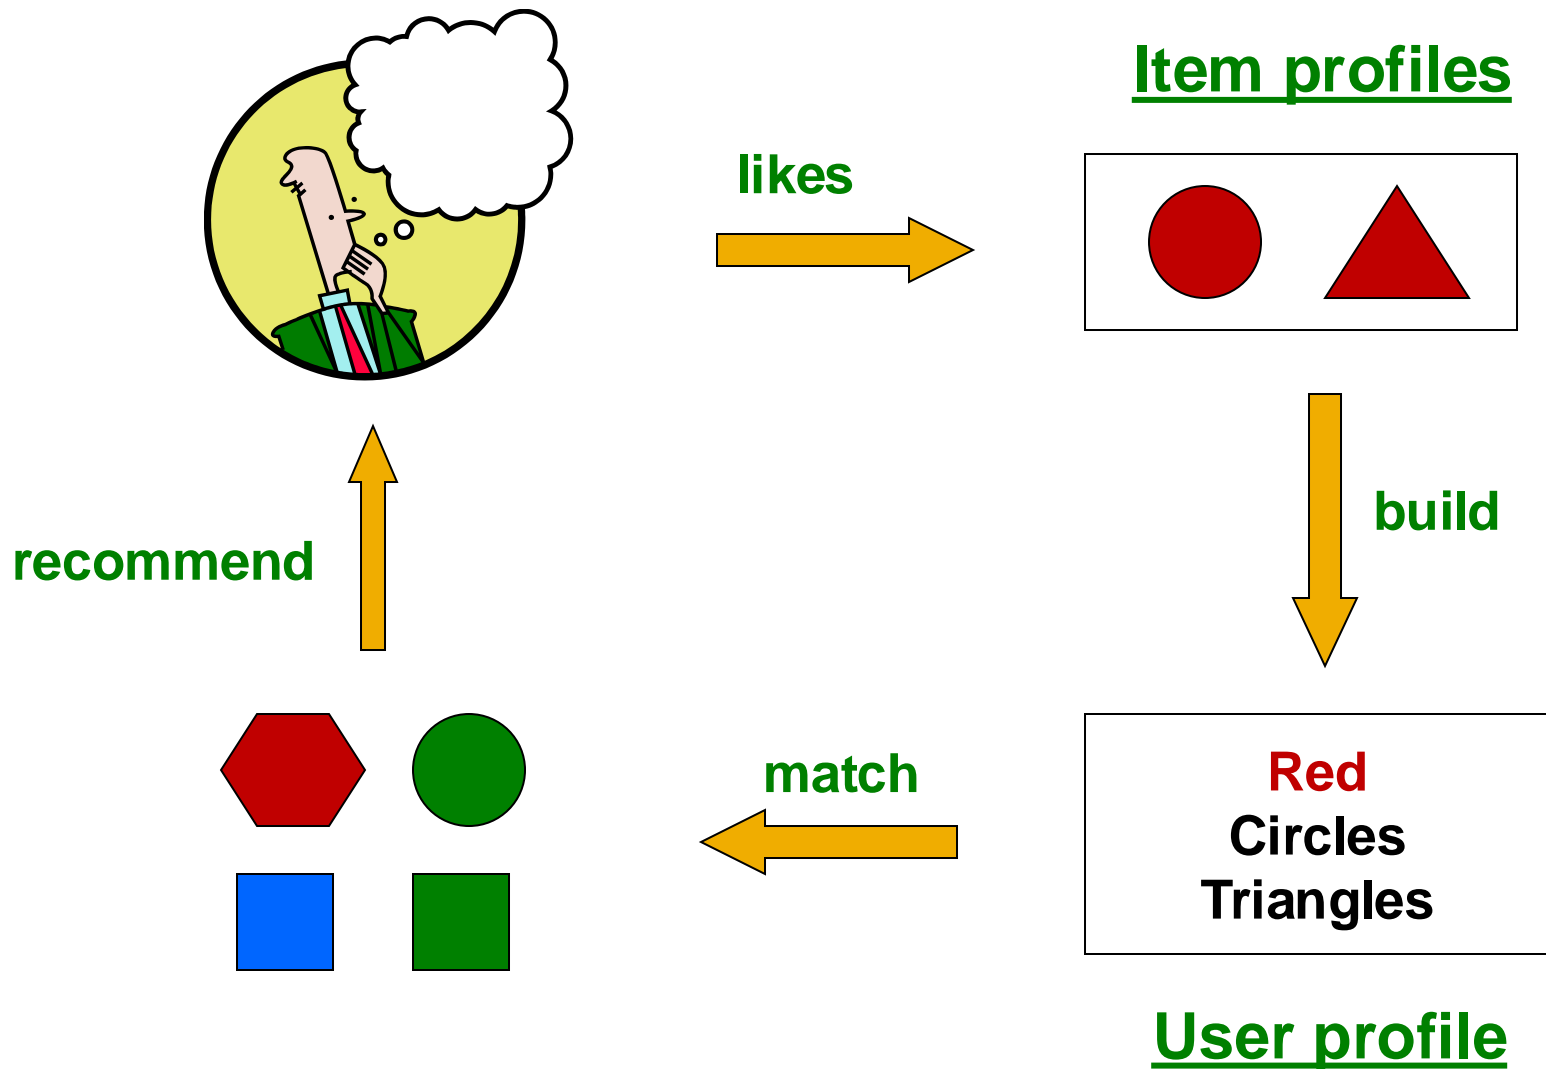 Item profiles
likes
build
recommend
match
Red
Circles
Triangles
User profile